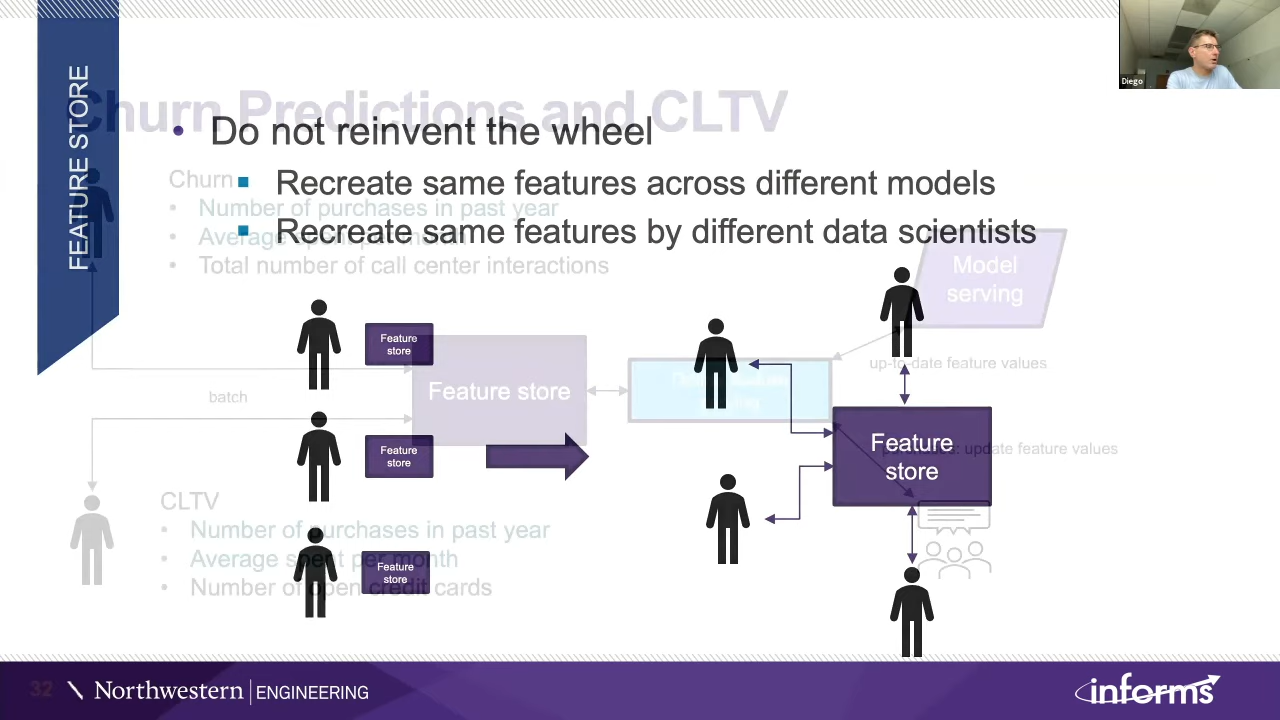 Diego
FEATURE STORE
Churn Predictions and CLTV
• Do not reinvent the wheel
▪ Recreate same features across different models
▪ Recreate same features by different data scientists
Churn
• Number of purchases in past year
• Average spent per month
• Total number of call center interactions
Model
serving
up-to-date feature values
Feature
store
Feature store
batch
Feature
store
Feature
store
update feature values
CLTV
• Number of purchases in past year
• Average spent per month
• Number of open credit cards
Feature
store
32
Northwestern | ENGINEERING
informs